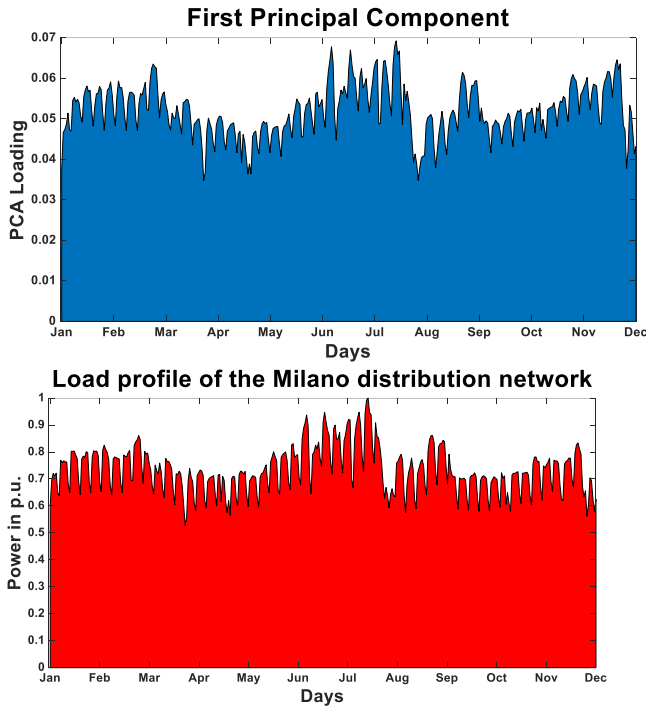 First Principal Component
0.07
0.06
0.05
0.04
0.03
0.02
0.01
0
PCA Loading
Jan Feb Mar Apr May Jun Jul Aug Sep Oct Nov Dec
Days
Load profile of the Milano distribution network
1
0.9
0.8
0.7
0.6
0.5
0.4
0.3
0.2
0.1
0
Power in p.u.
Jan Feb Mar Apr May Jun Jul Aug Sep Oct Nov Dec
Days